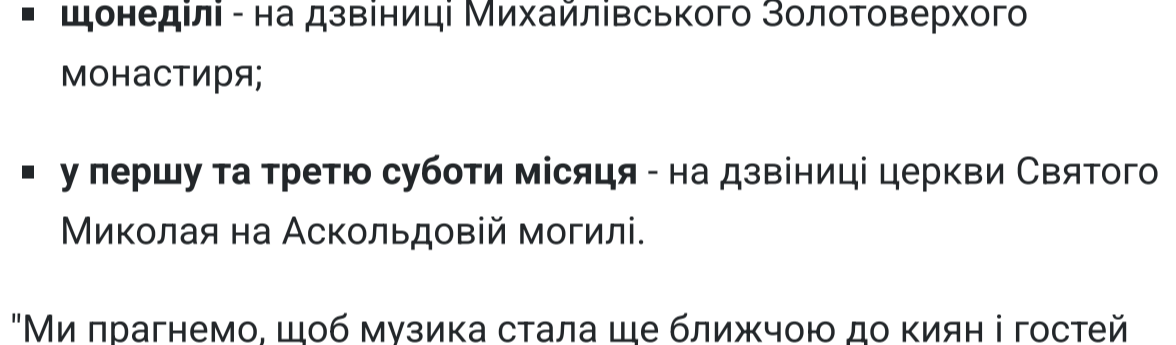 ▪ щонеділі - на дзвіниці Михайлівського Золотоверхого
монастиря;
▪ у першу та третю суботи місяця - на дзвіниці церкви Святого
Миколая на Аскольдовій могилі.
"Ми прагнемо, щоб музика стала ще ближчою до киян і гостей